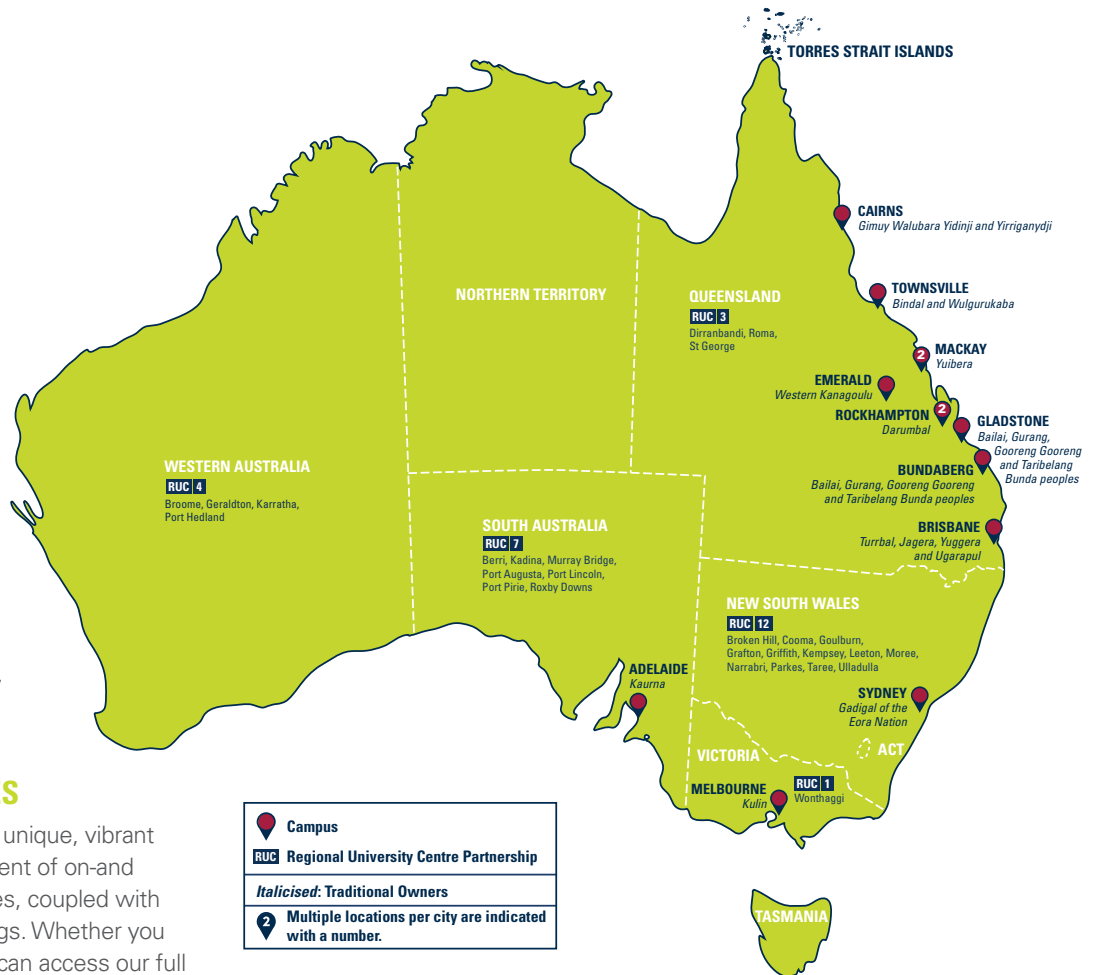 TORRES STRAIT ISLANDS
CAIRNS
Gimuy Walubara Yidinji and Yirriganydji
TOWNSVILLE
Bindal and Wulgurukaba
2
MACKAY
Yuibera
EMERALD
Western Kanagoulu
2
ROCKHAMPTON
Darumbal
GLADSTONE
Bailai, Gurang,
Gooreng Gooreng
and Taribelang
Bunda peoples
BUNDABERG
Bailai, Gurang, Gooreng Gooreng
and Taribelang Bunda peoples
BRISBANE
Turrbal, Jagera, Yuggera
and Ugarapul
NORTHERN TERRITORY
QUEENSLAND
RUC 3
Dirranbandi, Roma,
St George
WESTERN AUSTRALIA
RUC 4
Broome, Geraldton, Karratha,
Port Hedland
SOUTH AUSTRALIA
RUC 7
Berri, Kadina, Murray Bridge,
Port Augusta, Port Lincoln,
Port Pirie, Roxby Downs
NEW SOUTH WALES
RUC 12
Broken Hill, Cooma, Goulburn,
Grafton, Griffith, Kempsey, Leeton, Moree,
Narrabri, Parkes, Taree, Ulladulla
ADELAIDE
Kaurna
SYDNEY
Gadigal of the
Eora Nation
ACT
VICTORIA
MELBOURNE
Kulin
RUC 1
Wonthaggi
TASMANIA
Campus
RUC Regional University Centre Partnership
Italicised: Traditional Owners
2 Multiple locations per city are indicated
with a number.
unique, vibrant
ent of on-and
es, coupled with
gs. Whether you
can access our full